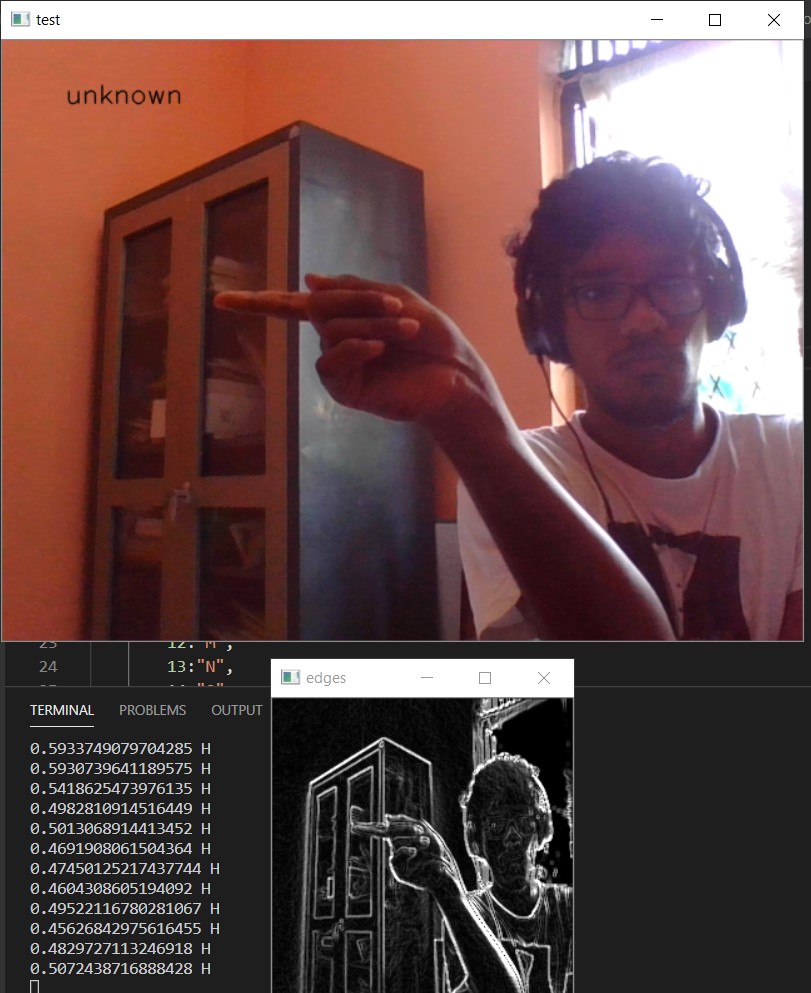 test
unknown
23 12:"M",
24 13:"N",
edges
TERMINAL PROBLEMS OUTPUT
0.5933749079704285 H
0.5930739641189575 H
0.5418625473976135 H
0.4982810914516449 H
0.5013068914413452 H
0.4691908061504364 H
0.47450125217437744 H
0.4604308605194092 H
0.49522116780281067 H
0.45626842975616455 H
0.4829727113246918 H
0.5072438716888428 H